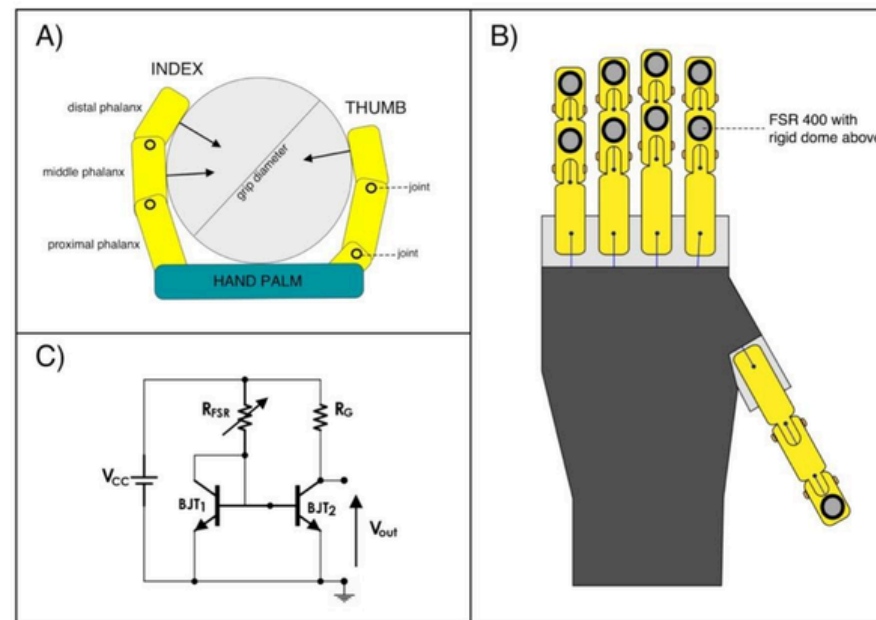 A)
INDEX
distal phalanx
THUMB
middle phalanx
grip diameter
joint
proximal phalanx
joint
HAND PALM
B)
FSR 400 with
rigid dome above
C)
RFSR
RG
VCC
BJT1
BJT2
Vout